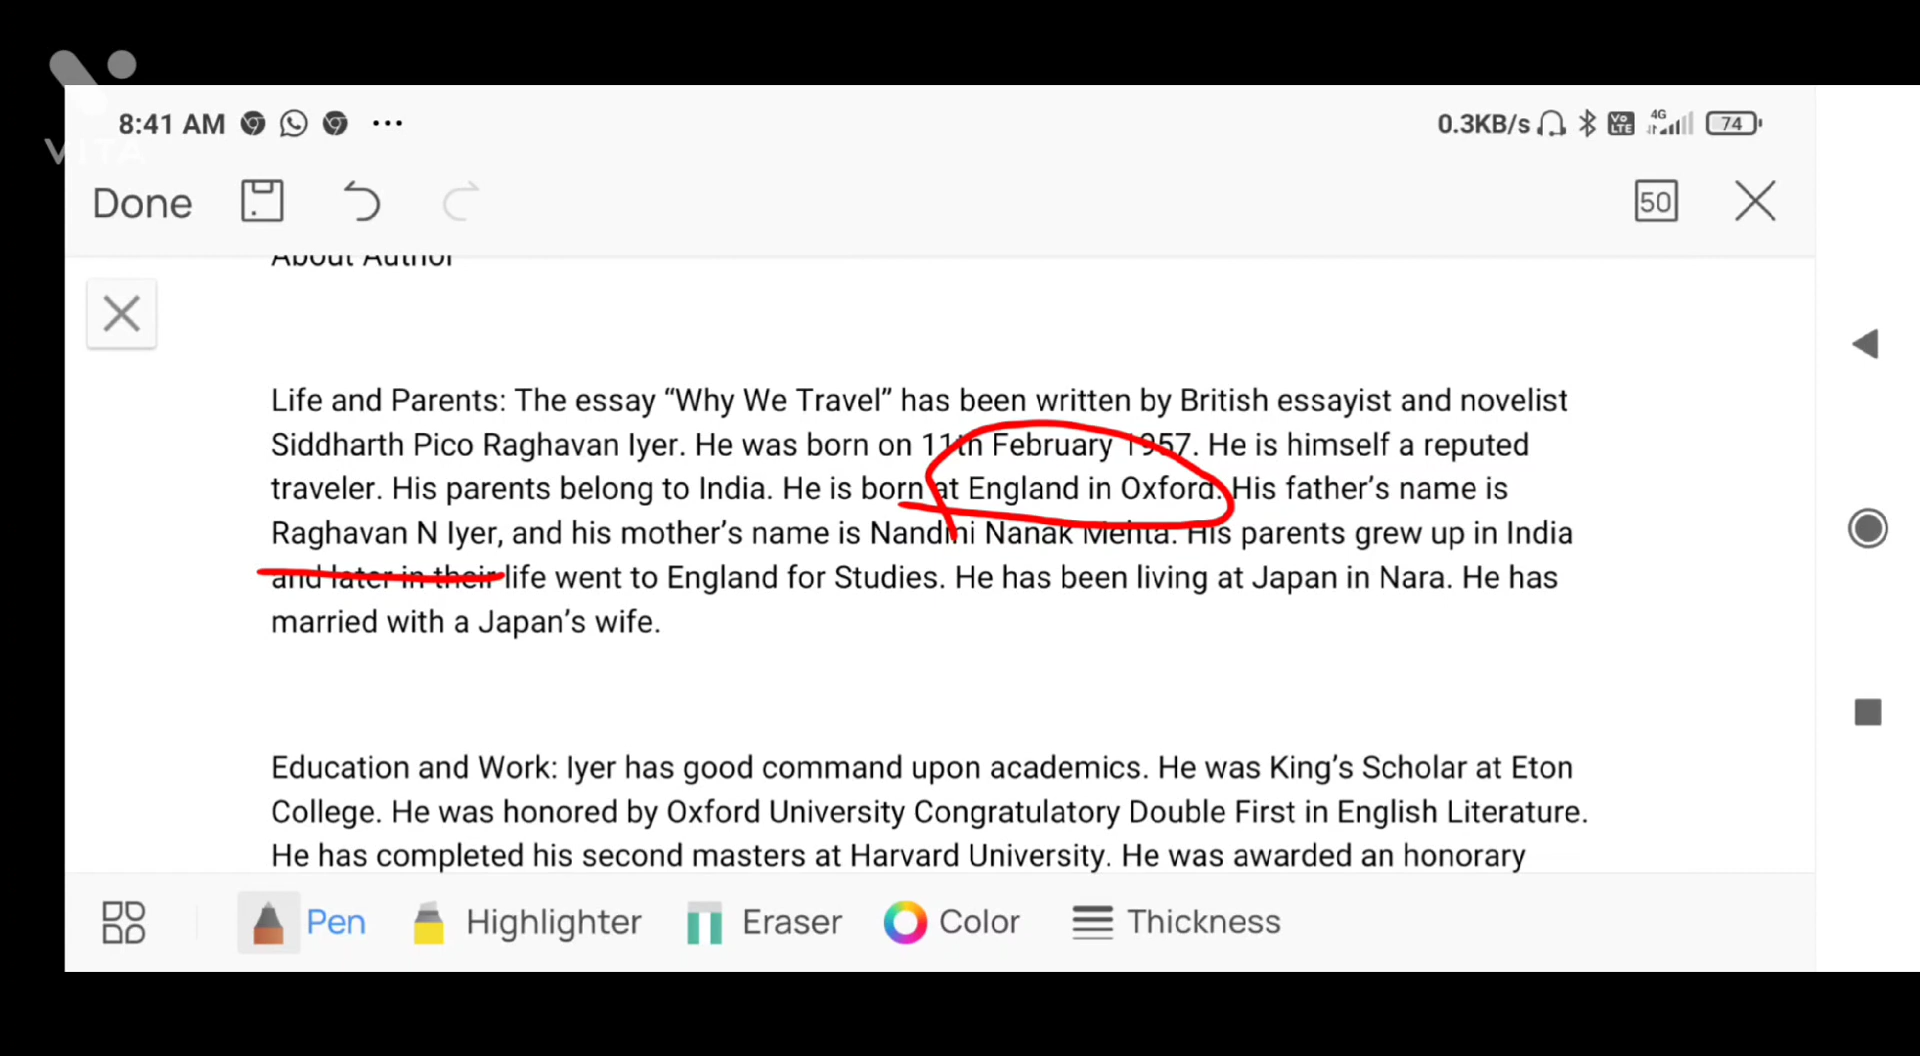 VITA
8:41 AM
0.3KB/s
Vo LTE
4G
74
Done
50
About Author
Life and Parents: The essay “Why We Travel” has been written by British essayist and novelist
Siddharth Pico Raghavan Iyer. He was born on 11th February 1957. He is himself a reputed
traveler. His parents belong to India. He is born at England in Oxford. His father’s name is
Raghavan N Iyer, and his mother’s name is Nandini Nanak Mehta. His parents grew up in India
and later in their life went to England for Studies. He has been living at Japan in Nara. He has
married with a Japan’s wife.
Education and Work: Iyer has good command upon academics. He was King’s Scholar at Eton
College. He was honored by Oxford University Congratulatory Double First in English Literature.
He has completed his second masters at Harvard University. He was awarded an honorary
Pen
Highlighter
Eraser
Color
Thickness